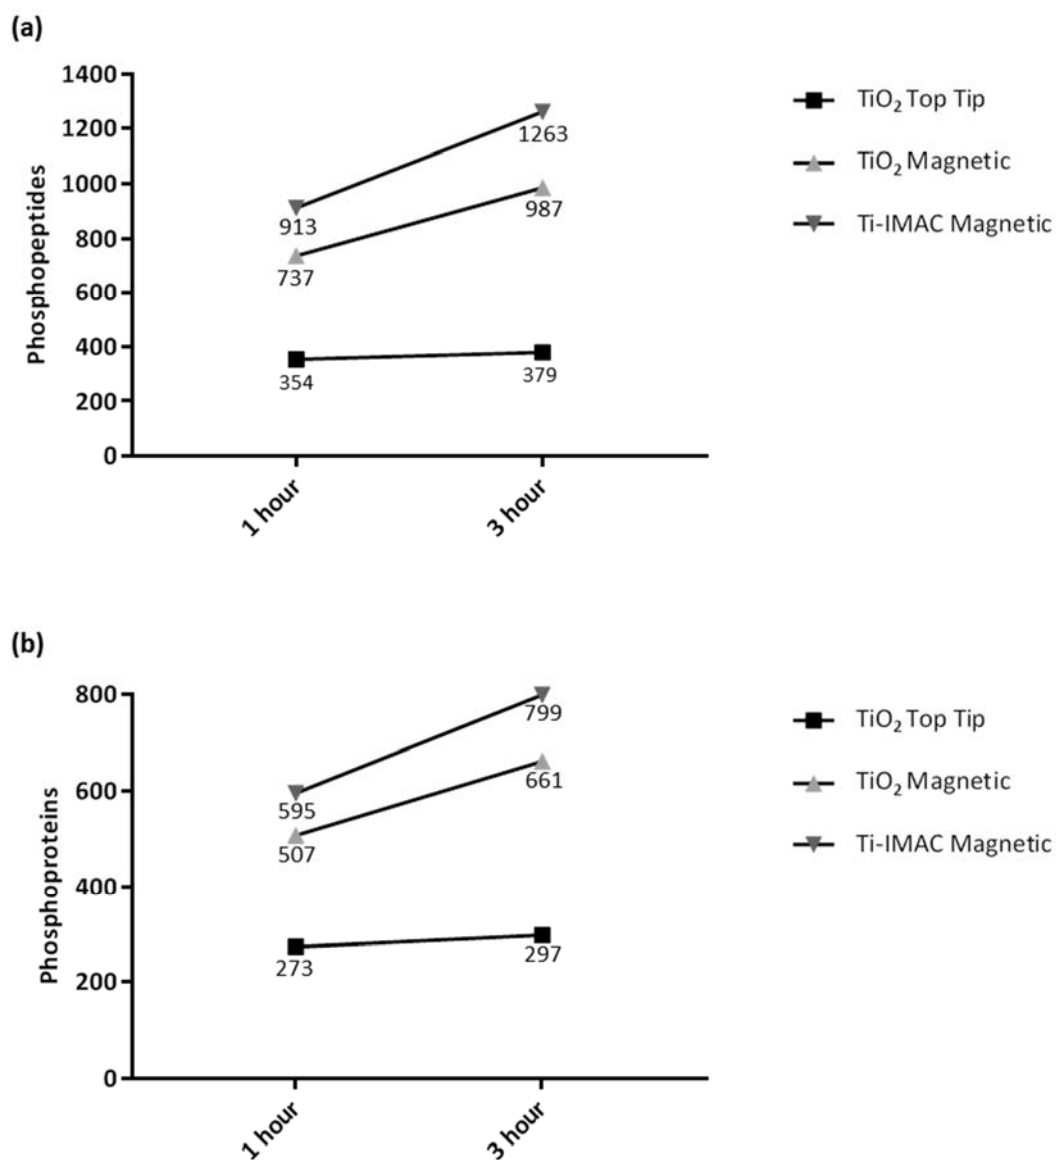 (a)
Phosphopeptides
1400
1200
1000
800
600
400
200
0
913
737
354
1263
987
379
1 hour
3 hour
TiO₂ Top Tip
TiO₂ Magnetic
Ti-IMAC Magnetic
(b)
Phosphoproteins
800
600
400
200
0
595
507
273
799
661
297
1 hour
3 hour
TiO₂ Top Tip
TiO₂ Magnetic
Ti-IMAC Magnetic